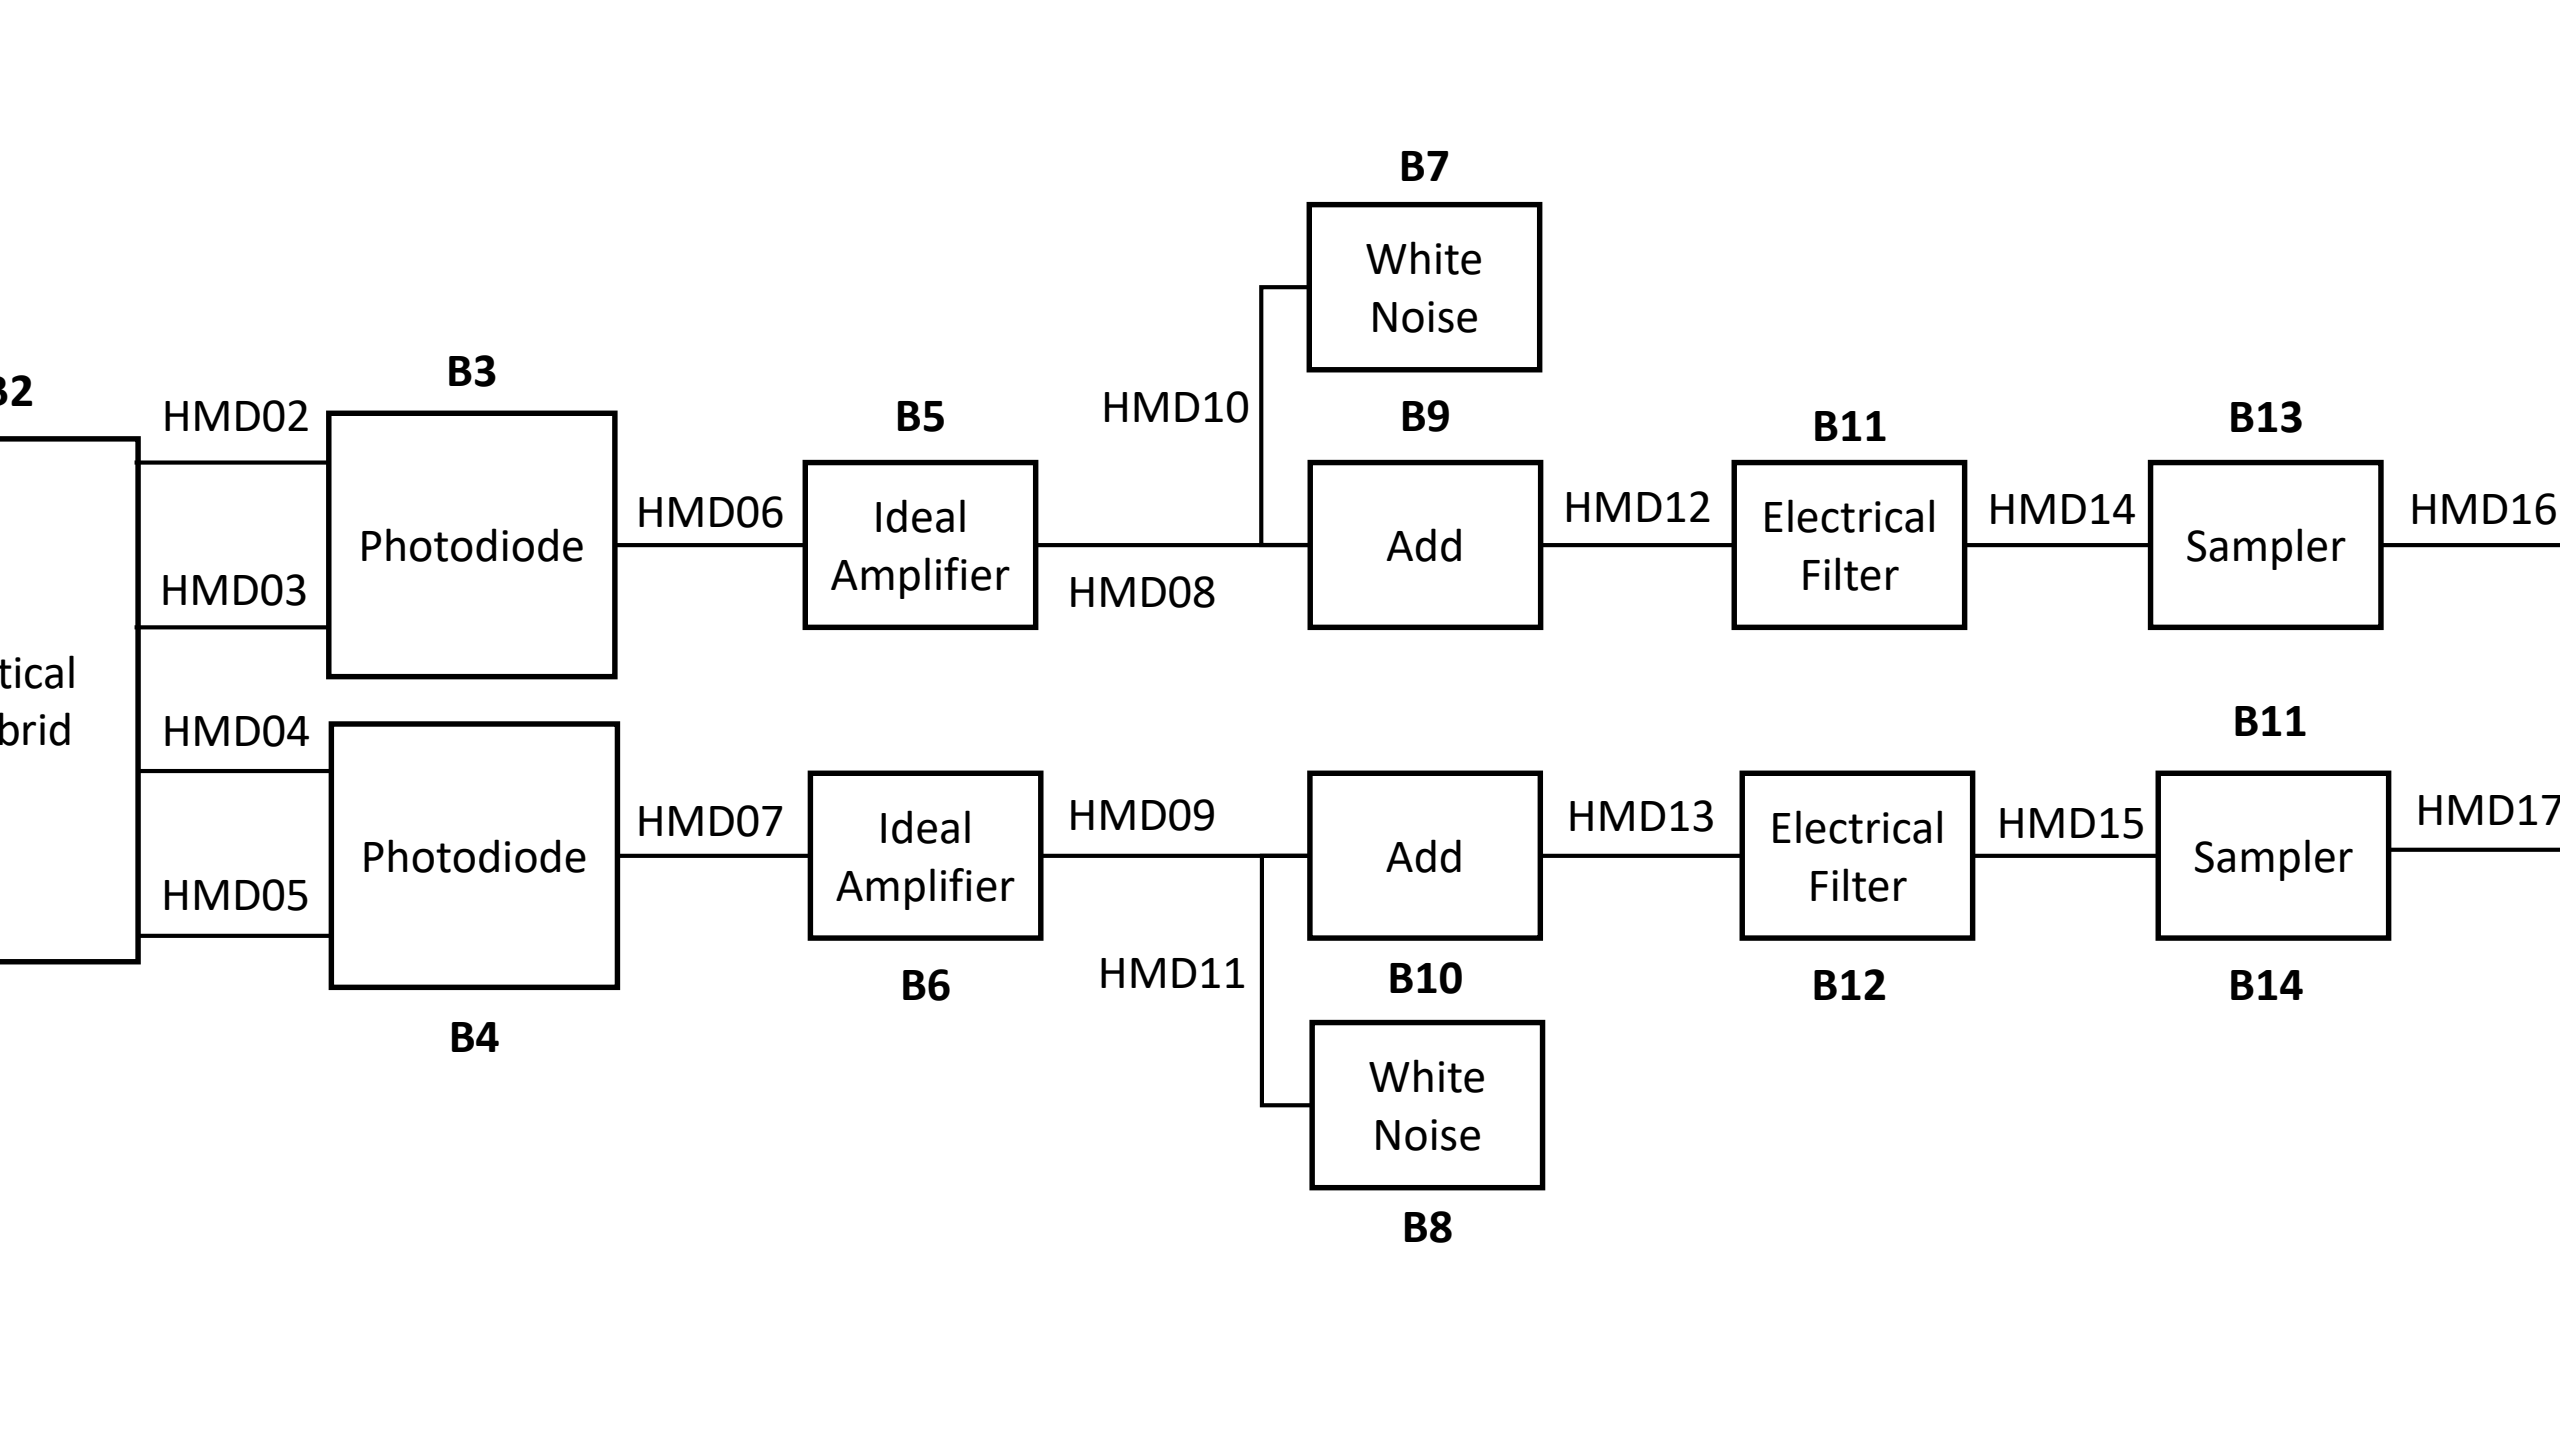 B7
White
Noise
B3
B2
HMD02
HMD10
B5
B9
B11
B13
HMD03
Photodiode
HMD06
Ideal
Amplifier
HMD08
Add
HMD12
Electrical
Filter
HMD14
Sampler
HMD16
tical
brid
HMD04
HMD05
Photodiode
HMD07
Ideal
Amplifier
HMD09
Add
HMD13
Electrical
Filter
HMD15
B11
Sampler
HMD17
B4
B6
HMD11
B10
B12
B14
White
Noise
B8